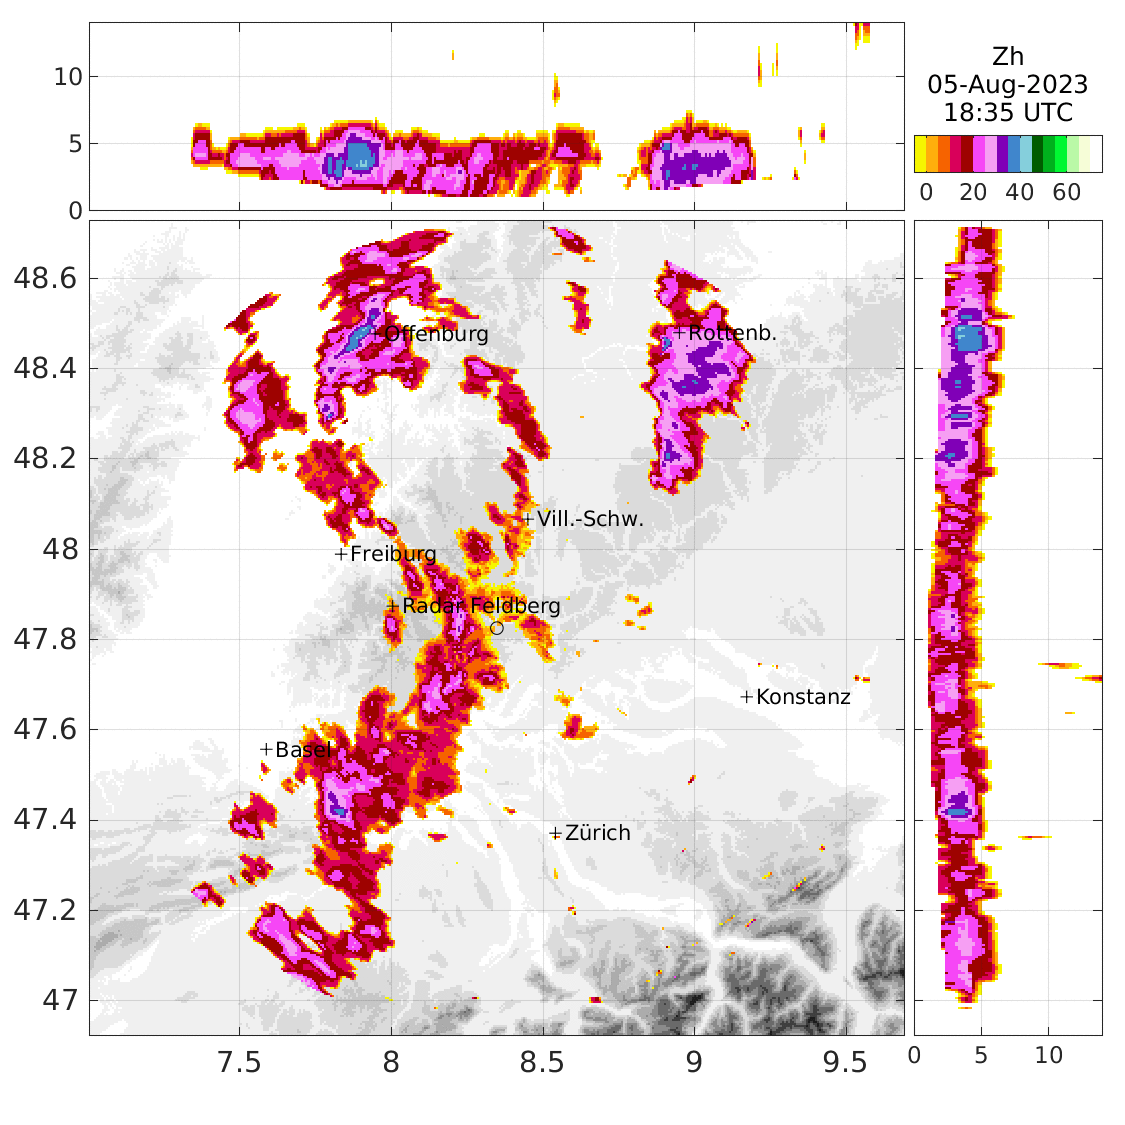 10
5
0
Zh
05-Aug-2023
18:35 UTC
0 20 40 60
48.6
48.4
48.2
48
47.8
47.6
47.4
47.2
47
Offenburg
Rottenb.
Vill.-Schw.
Freiburg
Radar Feldberg
Konstanz
Basel
Zürich
7.5 8 8.5 9 9.5
0 5 10